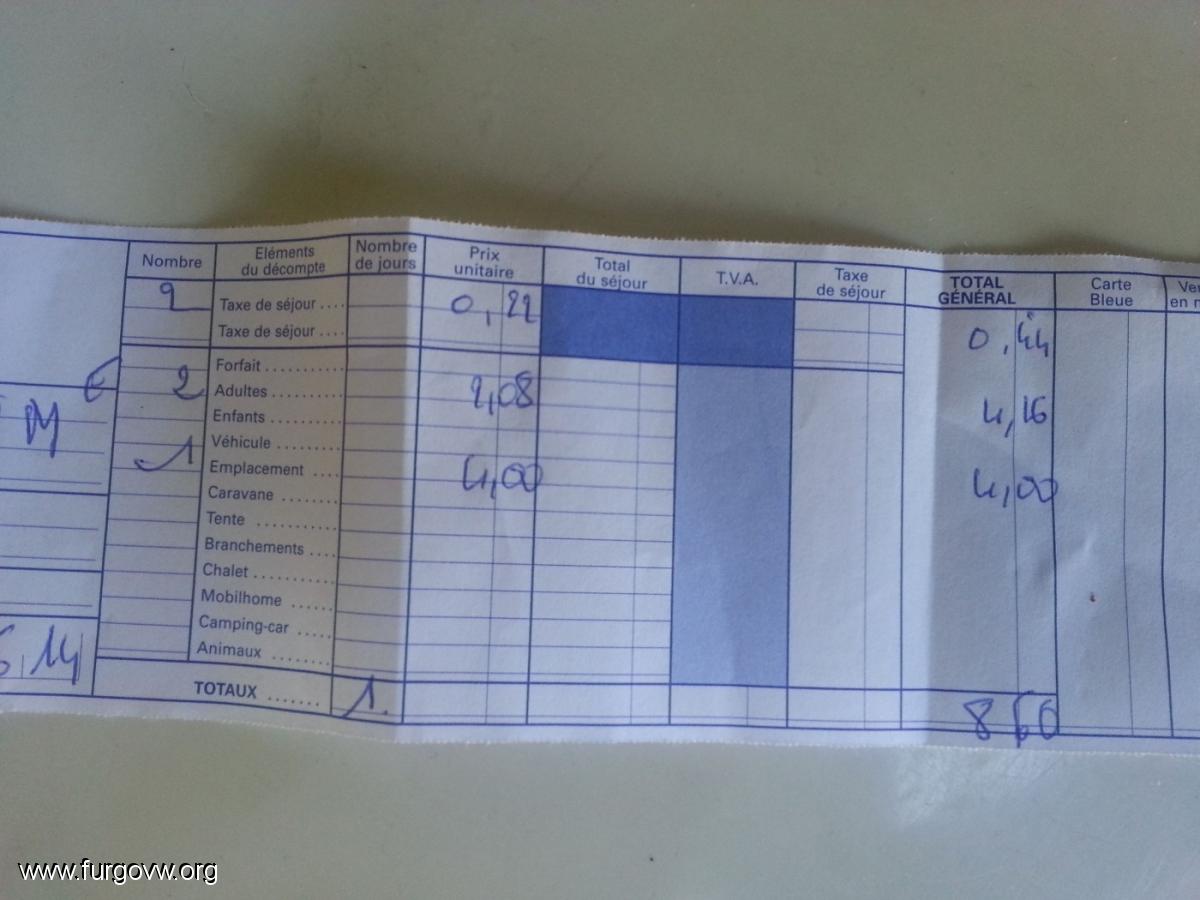 Nombre Eléments du décompte Nombre de jours Prix unitaire Total du séjour T.V.A. Taxe de séjour TOTAL GÉNÉRAL Carte Bleue
2 Taxe de séjour .... 0,22 0,44
Taxe de séjour ....
Forfait ............
2 Adultes ........... 2,08 4,16
Enfants ...........
Véhicule ..........
1 Emplacement .... 4,00 4,00
Caravane ........
Tente ............
Branchements ....
Chalet ............
Mobilhome ......
Camping-car .....
Animaux ........
TOTAUX ....... 1. 8 60
www.furgovw.org